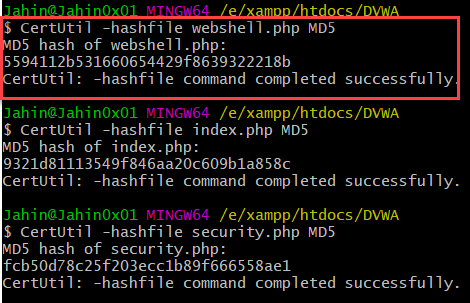 Jahin@Jahin0x01 MINGW64 /e/xampp/htdocs/DVWA
$ CertUtil -hashfile webshell.php MD5
MD5 hash of webshell.php:
5594112b531660654429f8639322218b
CertUtil: -hashfile command completed successfully.
Jahin@Jahin0x01 MINGW64 /e/xampp/htdocs/DVWA
$ CertUtil -hashfile index.php MD5
MD5 hash of index.php:
9321d81113549f846aa20c609b1a858c
CertUtil: -hashfile command completed successfully.
Jahin@Jahin0x01 MINGW64 /e/xampp/htdocs/DVWA
$ CertUtil -hashfile security.php MD5
MD5 hash of security.php:
fcb50d78c25f203ecc1b89f666558ae1
CertUtil: -hashfile command completed successfully.